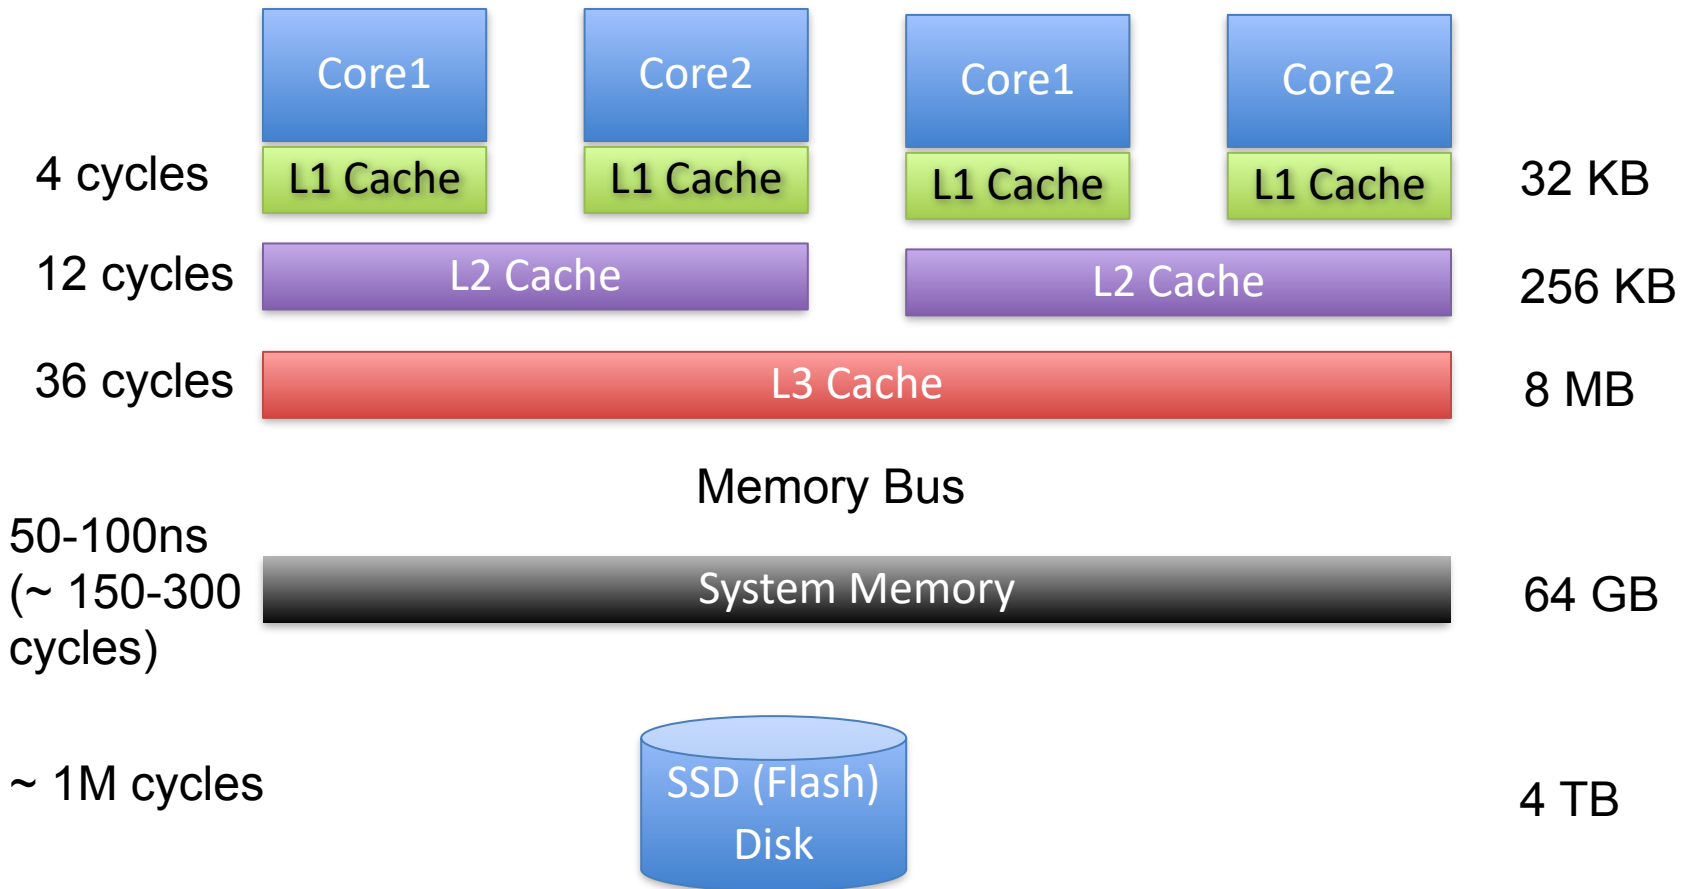 Core1
Core2
Core1
Core2
4 cycles
L1 Cache
L1 Cache
L1 Cache
L1 Cache
32 KB
12 cycles
L2 Cache
L2 Cache
256 KB
36 cycles
L3 Cache
8 MB
Memory Bus
50-100ns
(~ 150-300
cycles)
System Memory
64 GB
~ 1M cycles
SSD (Flash)
Disk
4 TB